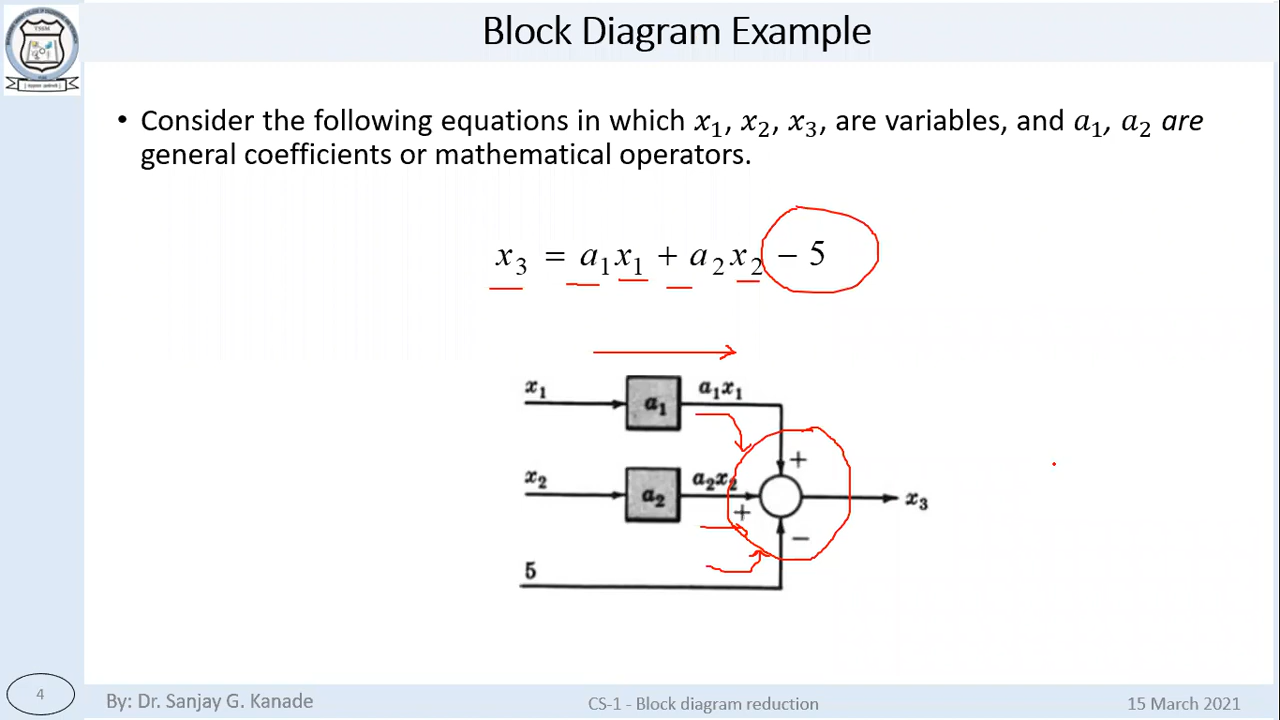 Block Diagram Example
• Consider the following equations in which x₁, x₂, x₃, are variables, and a₁, a₂ are
general coefficients or mathematical operators.
x₃ = a₁x₁ + a₂x₂ − 5
x₁
a₁
a₁x₁
+
x₂
a₂
a₂x₂
+
x₃
−
5
TSSM
4
By: Dr. Sanjay G. Kanade
CS-1 - Block diagram reduction
15 March 2021